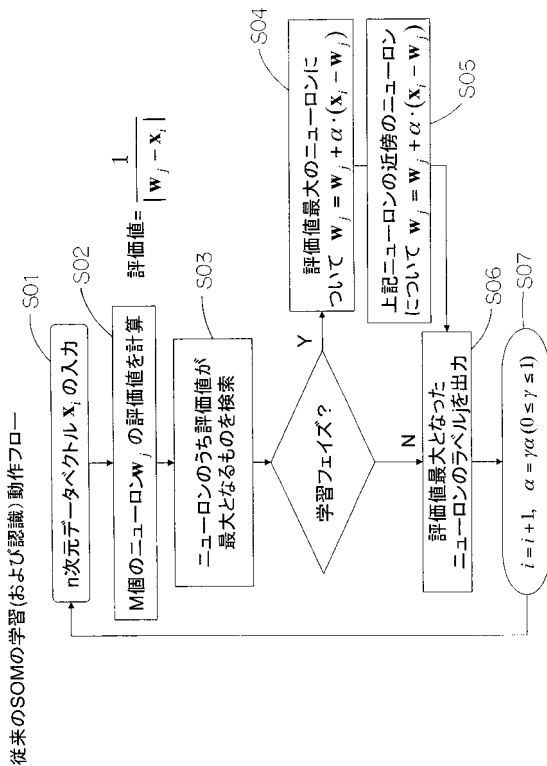 従来のSOMの学習(および認識)動作フロー
S01
n次元データベクトル x_i の入力
S02
M個のニューロンw_j の評価値を計算
評価値= 1 / |w_j − x_i|
S03
ニューロンのうち評価値が
最大となるものを検索
学習フェイズ?
Y
N
S04
評価値最大のニューロンに
ついて w_j = w_j + α·(x_i − w_j)
上記ニューロンの近傍のニューロン
について w_j = w_j + α·(x_i − w_j)
S05
S06
評価値最大となった
ニューロンのラベルjを出力
S07
i = i+1, α = γα(0 ≤ γ ≤ 1)